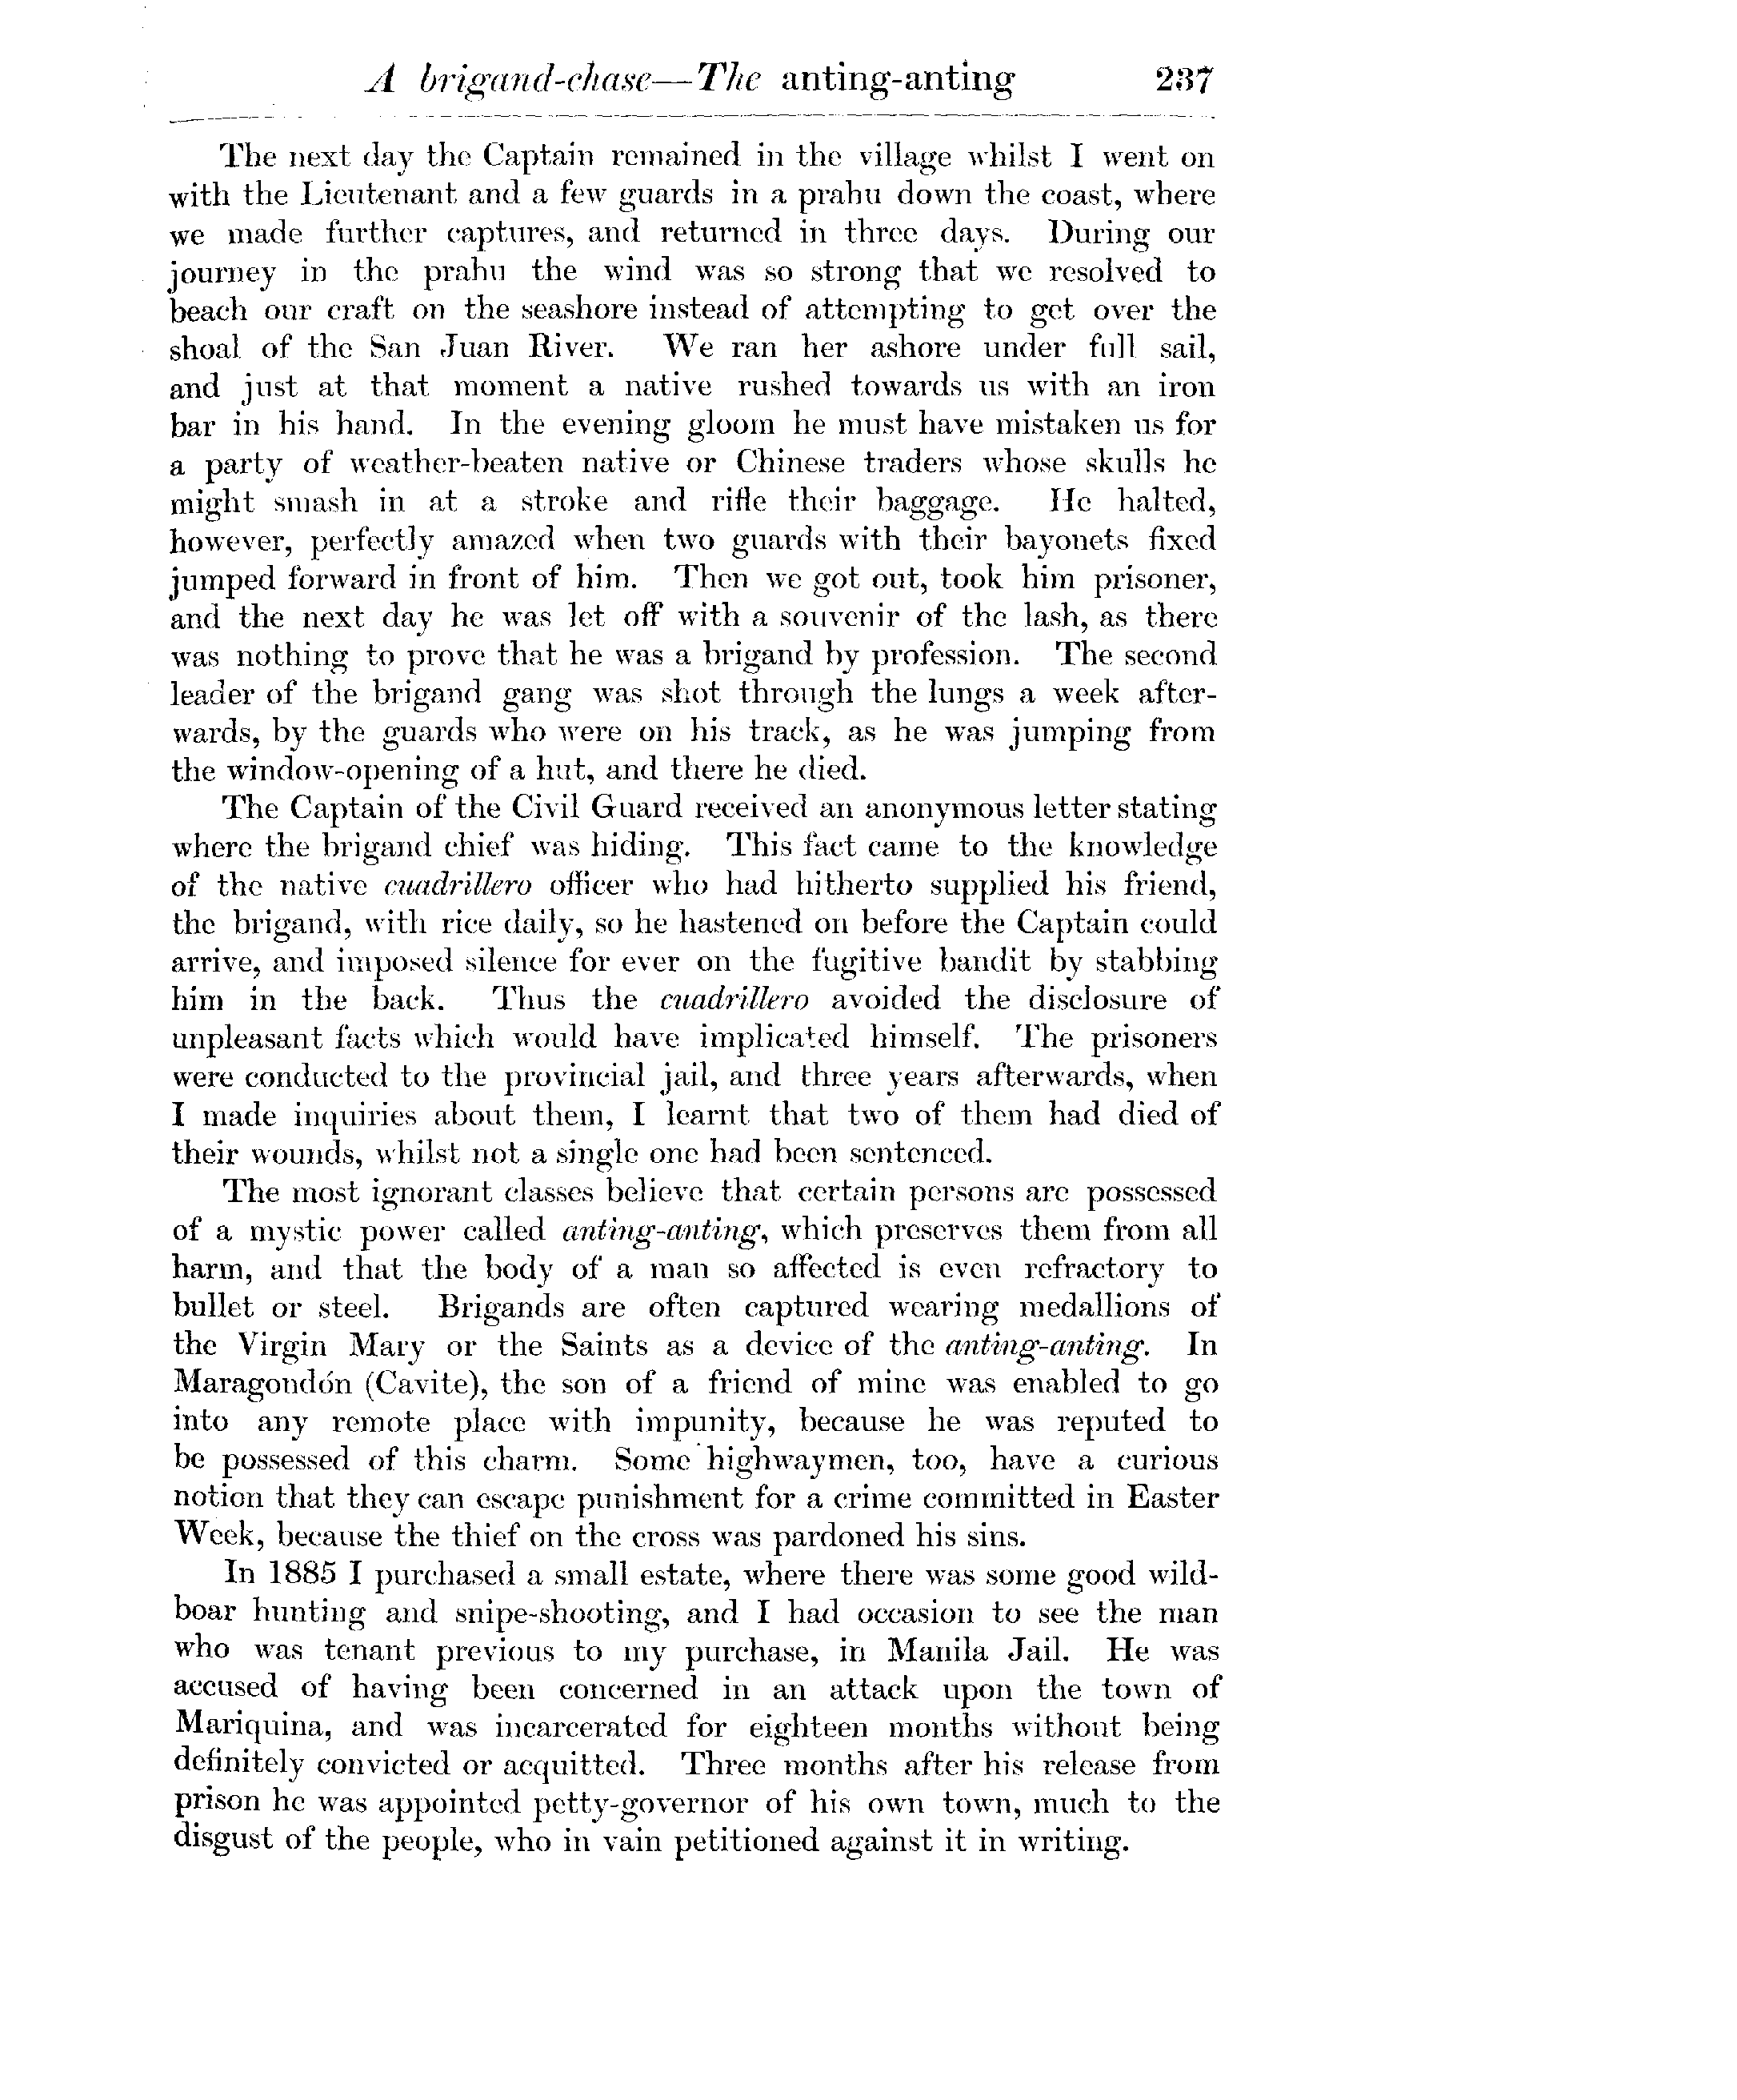 A brigand-chase—The anting-anting 237
The next day the Captain remained in the village whilst I went on
with the Lieutenant and a few guards in a prahu down the coast, where
we made further captures, and returned in three days. During our
journey in the prahu the wind was so strong that we resolved to
beach our craft on the seashore instead of attempting to get over the
shoal of the San Juan River. We ran her ashore under full sail,
and just at that moment a native rushed towards us with an iron
bar in his hand. In the evening gloom he must have mistaken us for
a party of weather-beaten native or Chinese traders whose skulls he
might smash in at a stroke and rifle their baggage. He halted,
however, perfectly amazed when two guards with their bayonets fixed
jumped forward in front of him. Then we got out, took him prisoner,
and the next day he was let off with a souvenir of the lash, as there
was nothing to prove that he was a brigand by profession. The second
leader of the brigand gang was shot through the lungs a week after-
wards, by the guards who were on his track, as he was jumping from
the window-opening of a hut, and there he died.
The Captain of the Civil Guard received an anonymous letter stating
where the brigand chief was hiding. This fact came to the knowledge
of the native cuadrillero officer who had hitherto supplied his friend,
the brigand, with rice daily, so he hastened on before the Captain could
arrive, and imposed silence for ever on the fugitive bandit by stabbing
him in the back. Thus the cuadrillero avoided the disclosure of
unpleasant facts which would have implicated himself. The prisoners
were conducted to the provincial jail, and three years afterwards, when
I made inquiries about them, I learnt that two of them had died of
their wounds, whilst not a single one had been sentenced.
The most ignorant classes believe that certain persons are possessed
of a mystic power called anting-anting, which preserves them from all
harm, and that the body of a man so affected is even refractory to
bullet or steel. Brigands are often captured wearing medallions of
the Virgin Mary or the Saints as a device of the anting-anting. In
Maragondón (Cavite), the son of a friend of mine was enabled to go
into any remote place with impunity, because he was reputed to
be possessed of this charm. Some highwaymen, too, have a curious
notion that they can escape punishment for a crime committed in Easter
Week, because the thief on the cross was pardoned his sins.
In 1885 I purchased a small estate, where there was some good wild-
boar hunting and snipe-shooting, and I had occasion to see the man
who was tenant previous to my purchase, in Manila Jail. He was
accused of having been concerned in an attack upon the town of
Mariquina, and was incarcerated for eighteen months without being
definitely convicted or acquitted. Three months after his release from
prison he was appointed petty-governor of his own town, much to the
disgust of the people, who in vain petitioned against it in writing.